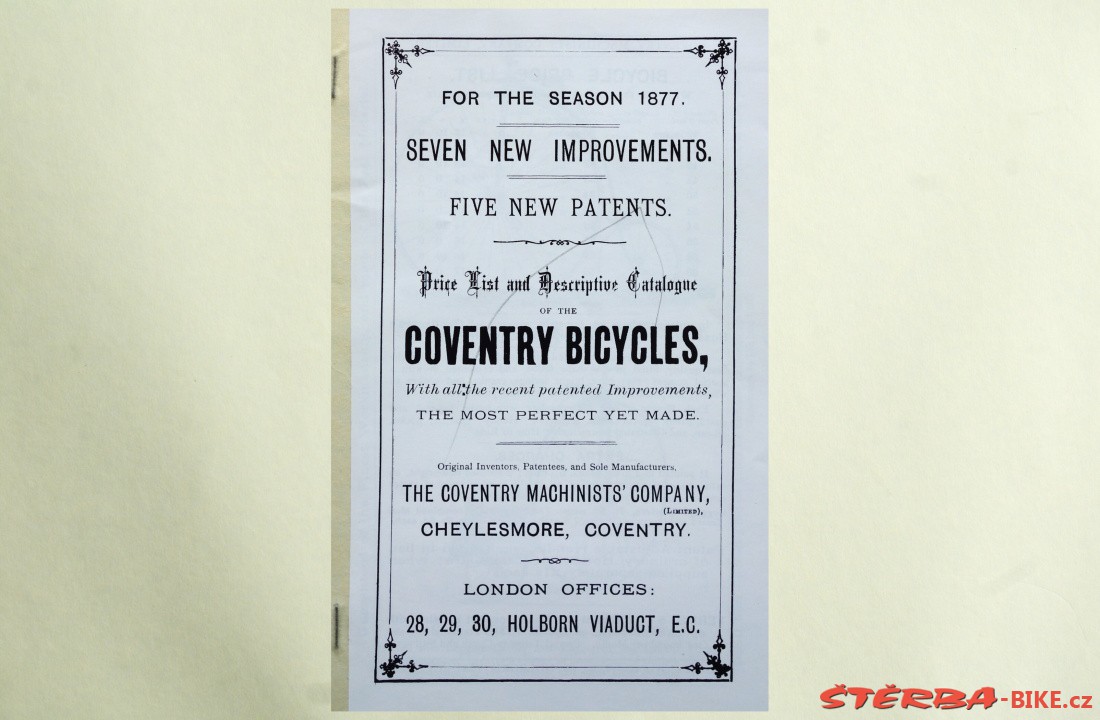 FOR THE SEASON 1877.
SEVEN NEW IMPROVEMENTS.
FIVE NEW PATENTS.
Price List and Descriptive Catalogue
OF THE
COVENTRY BICYCLES,
With all the recent patented Improvements,
THE MOST PERFECT YET MADE.
Original Inventors, Patentees, and Sole Manufacturers,
THE COVENTRY MACHINISTS' COMPANY,
(LIMITED),
CHEYLESMORE, COVENTRY.
LONDON OFFICES:
28, 29, 30, HOLBORN VIADUCT, E.C.
ŠTĚRBA-BIKE.cz